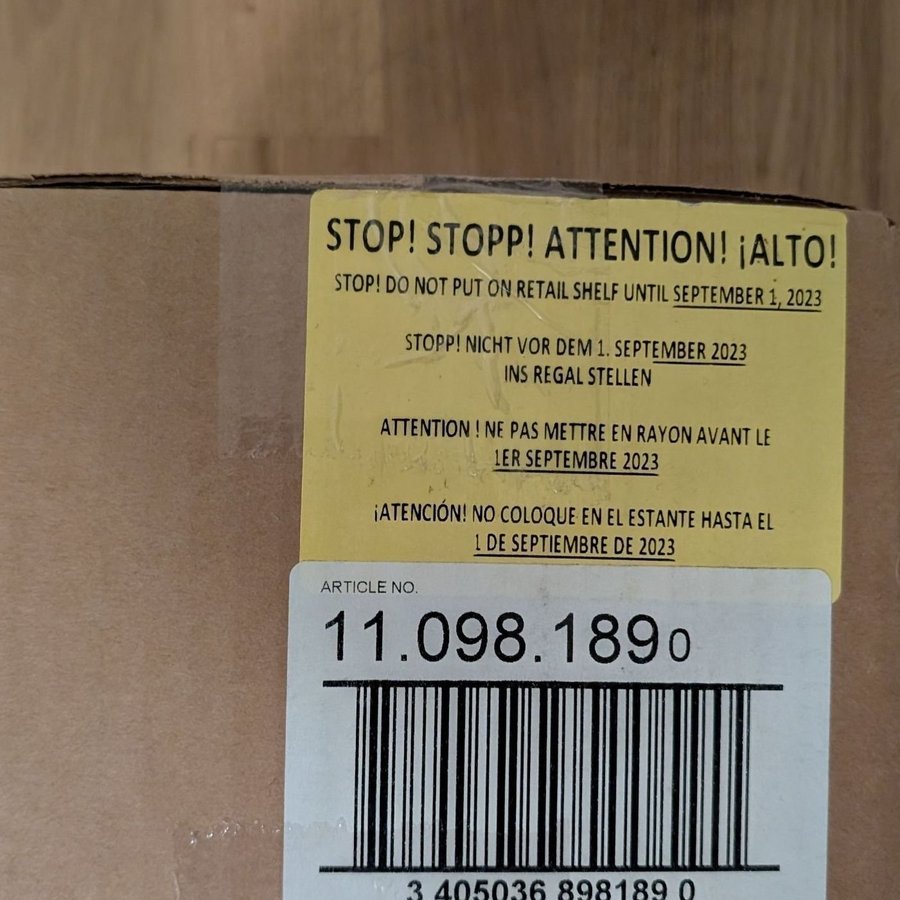 STOP! STOPP! ATTENTION! ¡ALTO!
STOP! DO NOT PUT ON RETAIL SHELF UNTIL SEPTEMBER 1, 2023
STOPP! NICHT VOR DEM 1. SEPTEMBER 2023
INS REGAL STELLEN
ATTENTION ! NE PAS METTRE EN RAYON AVANT LE
1ER SEPTEMBRE 2023
¡ATENCIÓN! NO COLOQUE EN EL ESTANTE HASTA EL
1 DE SEPTIEMBRE DE 2023
ARTICLE NO.
11.098.189 0
3 405036 898189 0